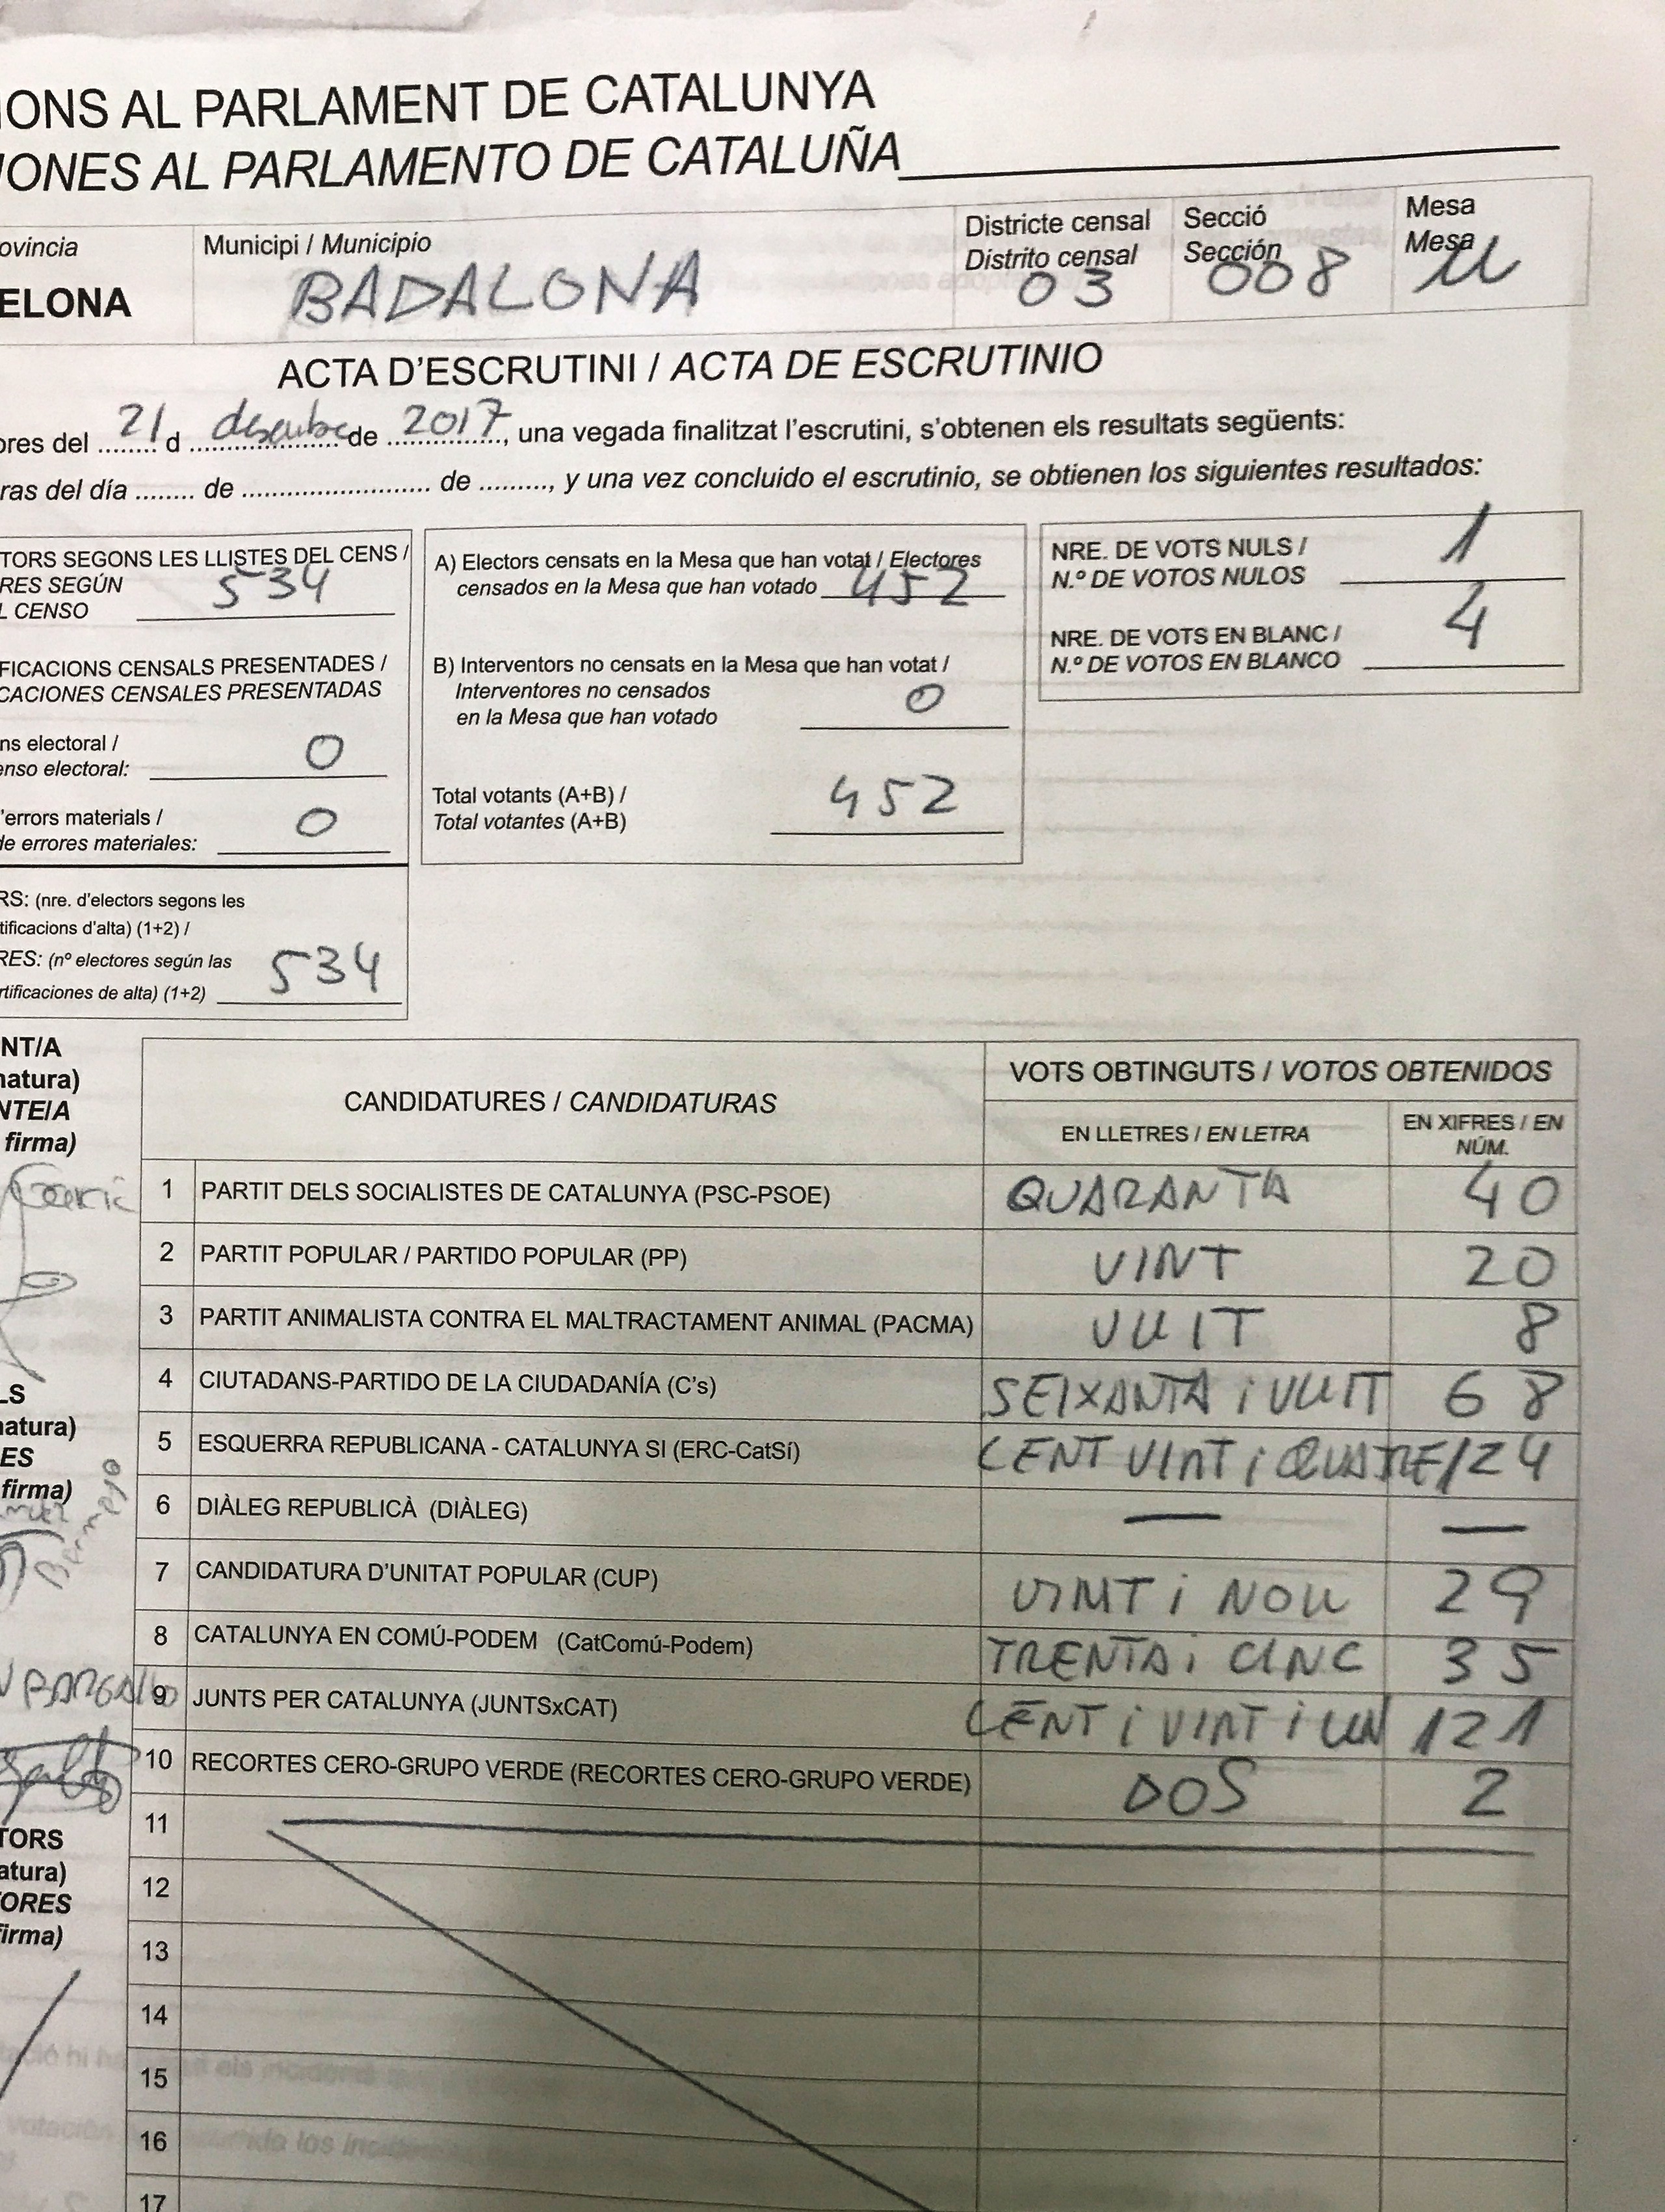 IONS AL PARLAMENT DE CATALUNYA
IONES AL PARLAMENTO DE CATALUÑA
ovincia
ELONA
Municipi / Municipio
BADALONA
Districte censal
Distrito censal
03
Secció
Sección
008
Mesa
Mesa
U
ACTA D'ESCRUTINI / ACTA DE ESCRUTINIO
ores del ........ 21 d ........ desembre de ........ 2017 ........, una vegada finalitzat l'escrutini, s'obtenen els resultats següents:
ras del día ........ de ........................ de ........, y una vez concluido el escrutinio, se obtienen los siguientes resultados:
TORS SEGONS LES LLISTES DEL CENS /
RES SEGÚN
L CENSO
534
FICACIONS CENSALS PRESENTADES /
CACIONES CENSALES PRESENTADAS
ns electoral /
enso electoral:
0
'errors materials /
le errores materiales:
0
RS: (nre. d'electors segons les
tificacions d'alta) (1+2) /
RES: (nº electores según las
rtificaciones de alta) (1+2)
534
A) Electors censats en la Mesa que han votat / Electores
censados en la Mesa que han votado
452
B) Interventors no censats en la Mesa que han votat /
Interventores no censados
en la Mesa que han votado
0
Total votants (A+B) /
Total votantes (A+B)
452
NRE. DE VOTS NULS /
N.º DE VOTOS NULOS
1
NRE. DE VOTS EN BLANC /
N.º DE VOTOS EN BLANCO
4
NT/A
natura)
NTE/A
firma)
LS
natura)
ES
firma)
TORS
atura)
TORES
firma)
CANDIDATURES / CANDIDATURAS
VOTS OBTINGUTS / VOTOS OBTENIDOS
EN LLETRES / EN LETRA
EN XIFRES / EN NÚM.
1 PARTIT DELS SOCIALISTES DE CATALUNYA (PSC-PSOE) QUARANTA 40
2 PARTIT POPULAR / PARTIDO POPULAR (PP) VINT 20
3 PARTIT ANIMALISTA CONTRA EL MALTRACTAMENT ANIMAL (PACMA) VUIT 8
4 CIUTADANS-PARTIDO DE LA CIUDADANÍA (C's) SEIXANTA i VUIT 68
5 ESQUERRA REPUBLICANA - CATALUNYA SI (ERC-CatSí) CENT VINT i QUATRE 124
6 DIÀLEG REPUBLICÀ (DIÀLEG) — —
7 CANDIDATURA D'UNITAT POPULAR (CUP) VINT i NOU 29
8 CATALUNYA EN COMÚ-PODEM (CatComú-Podem) TRENTA i CINC 35
9 JUNTS PER CATALUNYA (JUNTSxCAT) CENT i VINT i UN 121
10 RECORTES CERO-GRUPO VERDE (RECORTES CERO-GRUPO VERDE) DOS 2
11
12
13
14
15
16
17